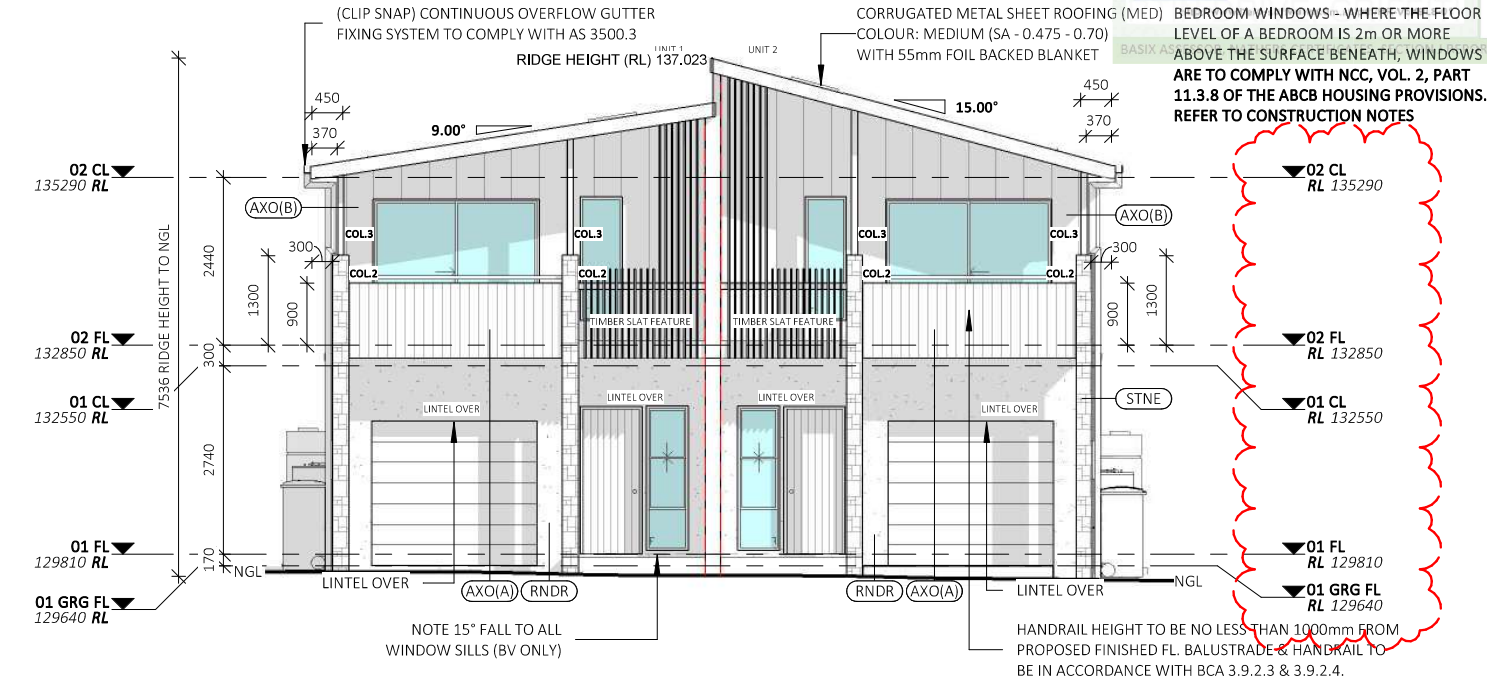 (CLIP SNAP) CONTINUOUS OVERFLOW GUTTER
FIXING SYSTEM TO COMPLY WITH AS 3500.3
UNIT 1
UNIT 2
RIDGE HEIGHT (RL) 137.023
CORRUGATED METAL SHEET ROOFING (MED)
COLOUR: MEDIUM (SA - 0.475 - 0.70)
WITH 55mm FOIL BACKED BLANKET
BEDROOM WINDOWS - WHERE THE FLOOR
LEVEL OF A BEDROOM IS 2m OR MORE
ABOVE THE SURFACE BENEATH, WINDOWS
ARE TO COMPLY WITH NCC, VOL. 2, PART
11.3.8 OF THE ABCB HOUSING PROVISIONS.
REFER TO CONSTRUCTION NOTES
450
370
9.00°
15.00°
450
370
02 CL
135290 RL
02 CL
RL 135290
AXO(B)
AXO(B)
COL.3
COL.3
COL.3
COL.3
300
300
COL.2
COL.2
COL.2
COL.2
7536 RIDGE HEIGHT TO NGL
2440
1300
900
900
1300
TIMBER SLAT FEATURE
TIMBER SLAT FEATURE
02 FL
132850 RL
02 FL
RL 132850
300
01 CL
132550 RL
01 CL
RL 132550
STNE
LINTEL OVER
LINTEL OVER
LINTEL OVER
LINTEL OVER
2740
01 FL
129810 RL
01 FL
RL 129810
170
NGL
NGL
LINTEL OVER
AXO(A)
RNDR
RNDR
AXO(A)
LINTEL OVER
01 GRG FL
129640 RL
01 GRG FL
RL 129640
NOTE 15° FALL TO ALL
WINDOW SILLS (BV ONLY)
HANDRAIL HEIGHT TO BE NO LESS THAN 1000mm FROM
PROPOSED FINISHED FL. BALUSTRADE & HANDRAIL TO
BE IN ACCORDANCE WITH BCA 3.9.2.3 & 3.9.2.4.